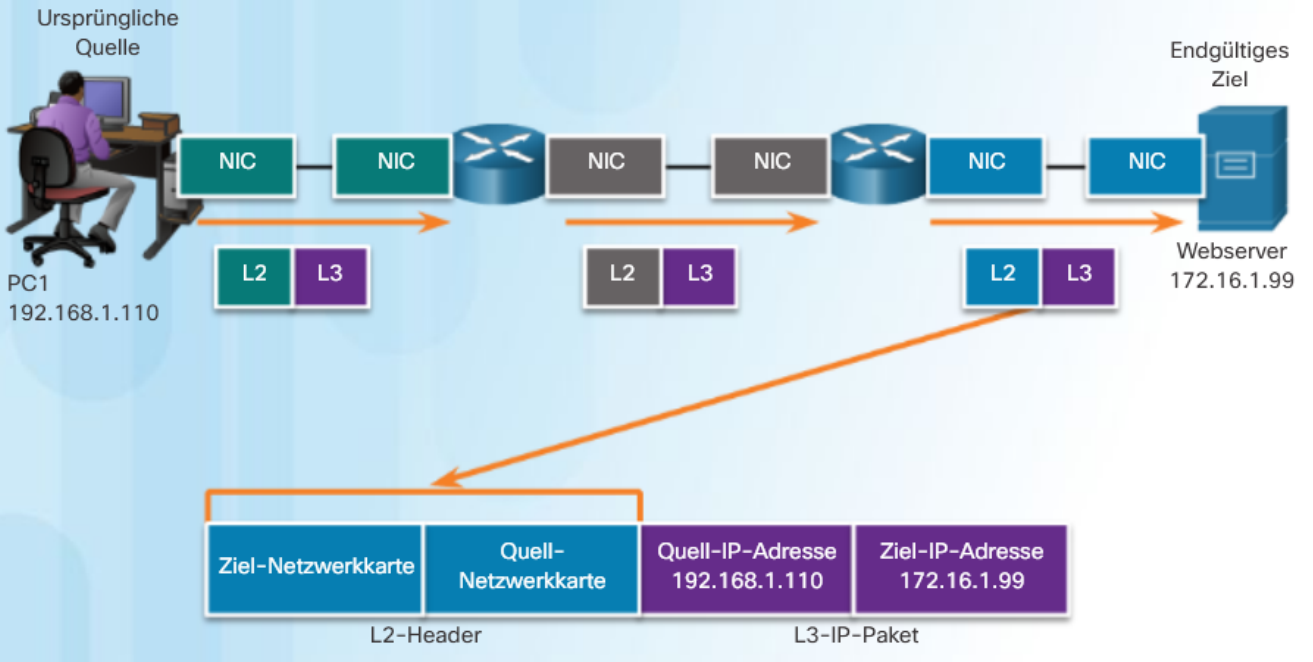 Ursprüngliche
Quelle
Endgültiges
Ziel
NIC
NIC
NIC
NIC
NIC
NIC
L2
L3
L2
L3
L2
L3
PC1
192.168.1.110
Webserver
172.16.1.99
Ziel-Netzwerkkarte
Quell-
Netzwerkkarte
Quell-IP-Adresse
192.168.1.110
Ziel-IP-Adresse
172.16.1.99
L2-Header
L3-IP-Paket